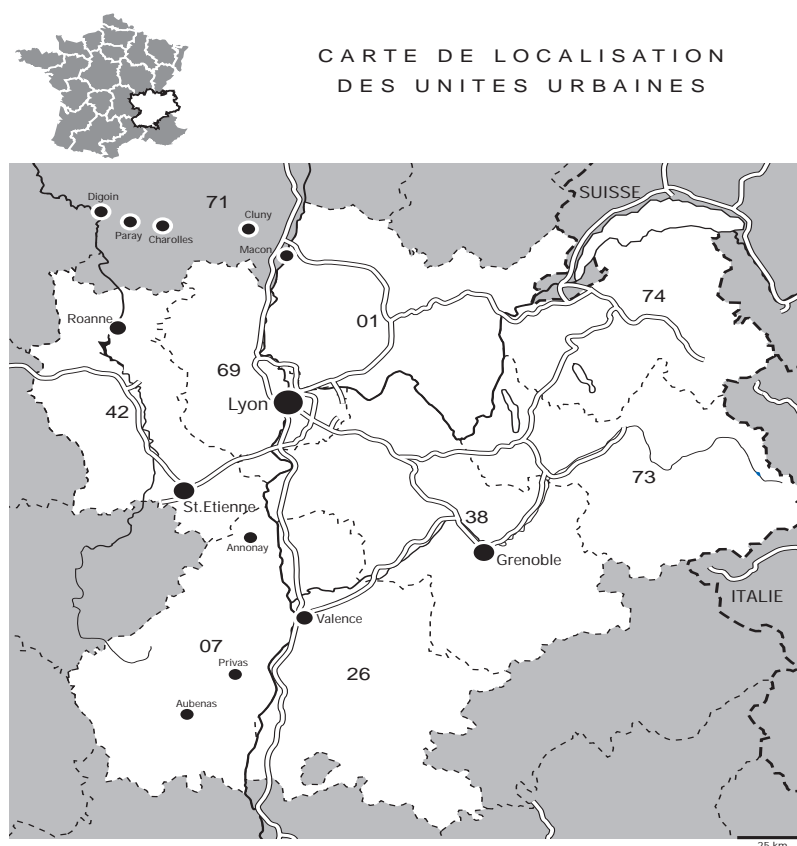 CARTE DE LOCALISATION
DES UNITES URBAINES
SUISSE
Digoin
71
Paray
Charolles
Cluny
Macon
74
01
Roanne
69
Lyon
42
73
St.Etienne
38
Annonay
Grenoble
ITALIE
Valence
07
Privas
26
Aubenas
25 km